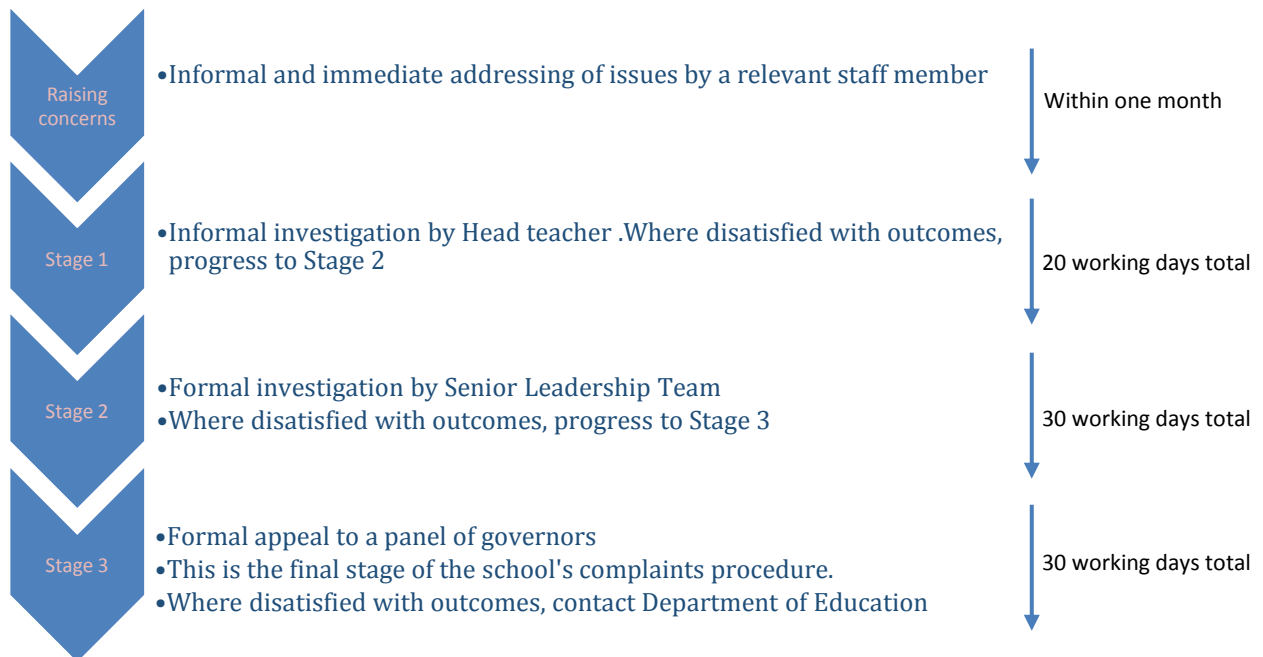 Raising
concerns
•Informal and immediate addressing of issues by a relevant staff member
Within one month
Stage 1
•Informal investigation by Head teacher .Where disatisfied with outcomes,
progress to Stage 2
20 working days total
Stage 2
•Formal investigation by Senior Leadership Team
•Where disatisfied with outcomes, progress to Stage 3
30 working days total
Stage 3
•Formal appeal to a panel of governors
•This is the final stage of the school's complaints procedure.
•Where disatisfied with outcomes, contact Department of Education
30 working days total